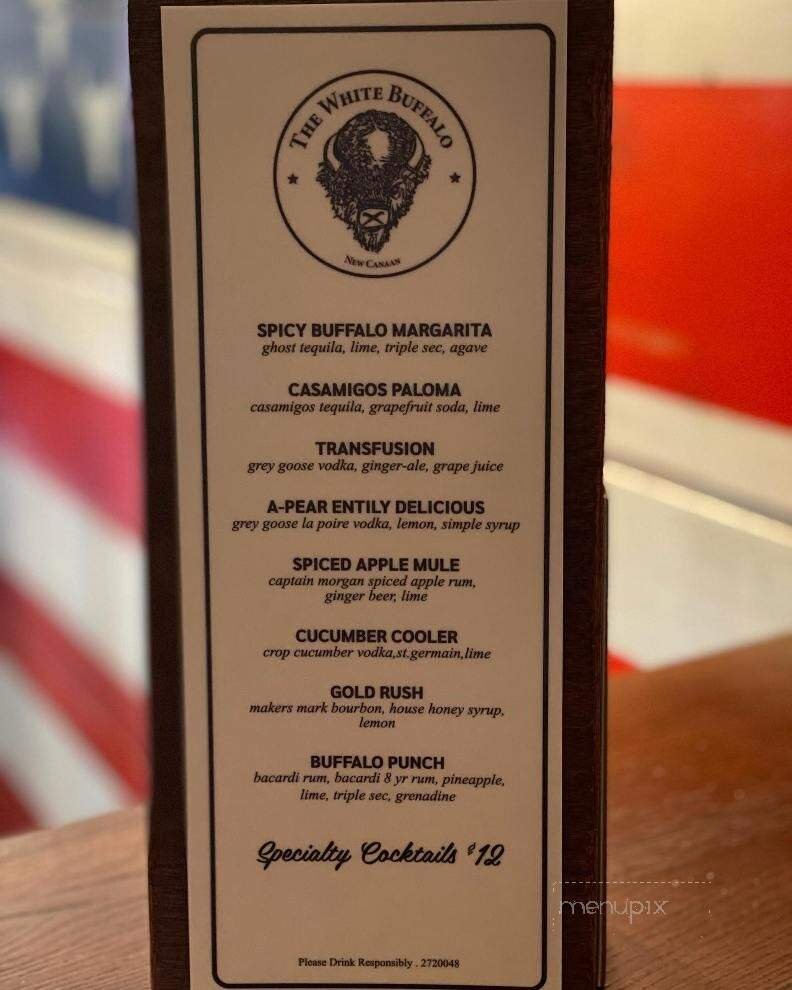 The White Buffalo
New Canaan
SPICY BUFFALO MARGARITA
ghost tequila, lime, triple sec, agave
CASAMIGOS PALOMA
casamigos tequila, grapefruit soda, lime
TRANSFUSION
grey goose vodka, ginger-ale, grape juice
A-PEAR ENTILY DELICIOUS
grey goose la poire vodka, lemon, simple syrup
SPICED APPLE MULE
captain morgan spiced apple rum,
ginger beer, lime
CUCUMBER COOLER
crop cucumber vodka,st.germain,lime
GOLD RUSH
makers mark bourbon, house honey syrup,
lemon
BUFFALO PUNCH
bacardi rum, bacardi 8 yr rum, pineapple,
lime, triple sec, grenadine
Specialty Cocktails $12
menupix
Please Drink Responsibly . 2720048